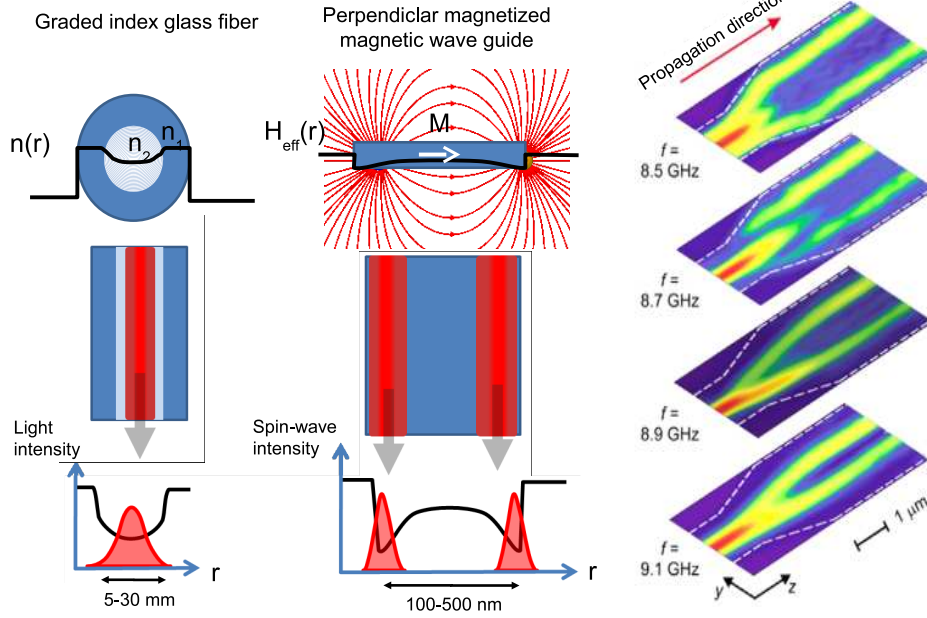 Graded index glass fiber
Perpendiclar magnetized
magnetic wave guide
Propagation direction
n(r)
n2
n1
Heff(r)
M
f =
8.5 GHz
f =
8.7 GHz
f =
8.9 GHz
f =
9.1 GHz
1 μm
y
z
Light
intensity
r
5-30 mm
Spin-wave
intensity
r
100-500 nm